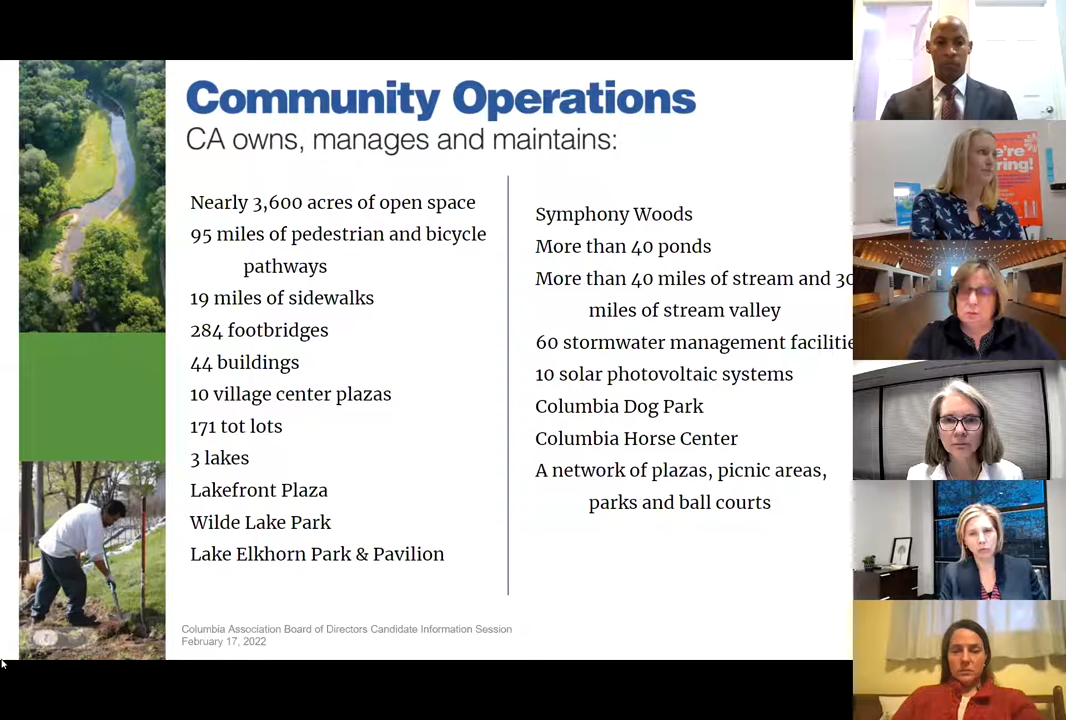 Community Operations
CA owns, manages and maintains:
Nearly 3,600 acres of open space
95 miles of pedestrian and bicycle
pathways
19 miles of sidewalks
284 footbridges
44 buildings
10 village center plazas
171 tot lots
3 lakes
Lakefront Plaza
Wilde Lake Park
Lake Elkhorn Park & Pavilion
Symphony Woods
More than 40 ponds
More than 40 miles of stream and 30
miles of stream valley
60 stormwater management facilitie
10 solar photovoltaic systems
Columbia Dog Park
Columbia Horse Center
A network of plazas, picnic areas,
parks and ball courts
Columbia Association Board of Directors Candidate Information Session
February 17, 2022
e're
ring!